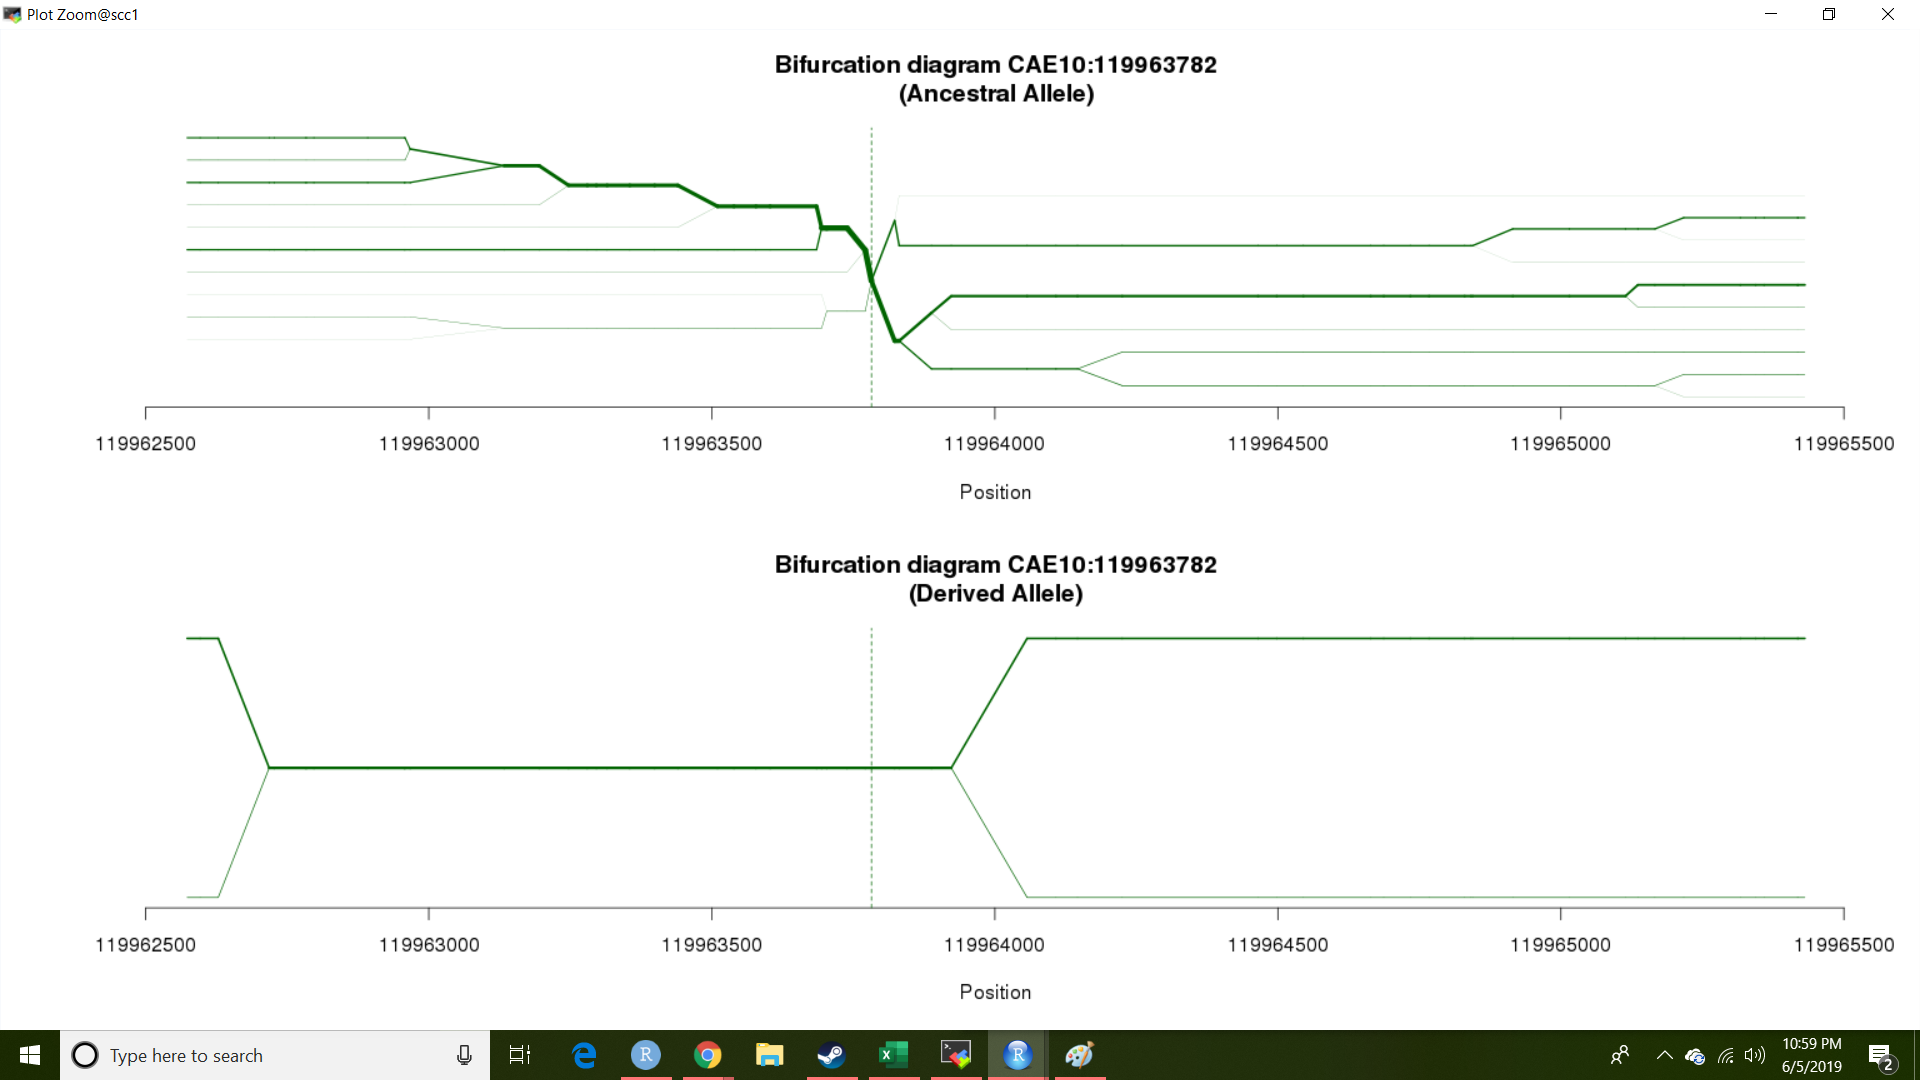 Plot Zoom@scc1
Bifurcation diagram CAE10:119963782
(Ancestral Allele)
119962500 119963000 119963500 119964000 119964500 119965000 119965500
Position
Bifurcation diagram CAE10:119963782
(Derived Allele)
119962500 119963000 119963500 119964000 119964500 119965000 119965500
Position
Type here to search
10:59 PM
6/5/2019
2